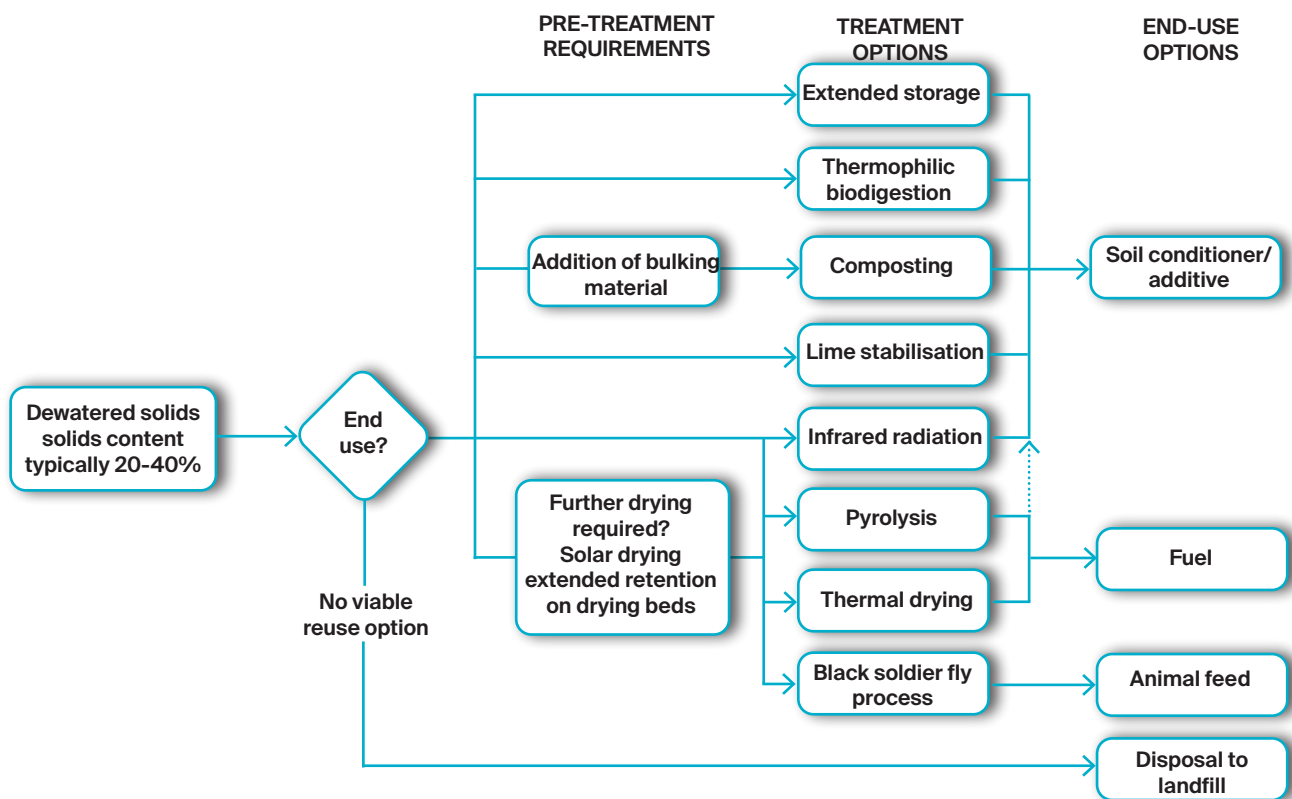 PRE-TREATMENT
REQUIREMENTS
TREATMENT
OPTIONS
END-USE
OPTIONS
Extended storage
Thermophilic
biodigestion
Addition of bulking
material
Composting
Soil conditioner/
additive
Lime stabilisation
Dewatered solids
solids content
typically 20-40%
End
use?
Infrared radiation
Further drying
required?
Solar drying
extended retention
on drying beds
Pyrolysis
Fuel
Thermal drying
No viable
reuse option
Black soldier fly
process
Animal feed
Disposal to
landfill